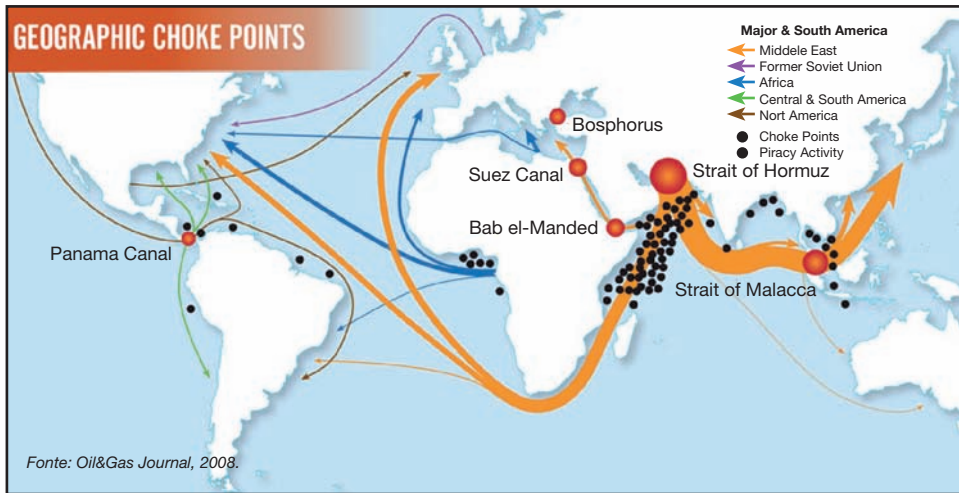 GEOGRAPHIC CHOKE POINTS
Major & South America
Middele East
Former Soviet Union
Africa
Central & South America
Nort America
Choke Points
Piracy Activity
Bosphorus
Suez Canal
Strait of Hormuz
Bab el-Manded
Panama Canal
Strait of Malacca
Fonte: Oil&Gas Journal, 2008.